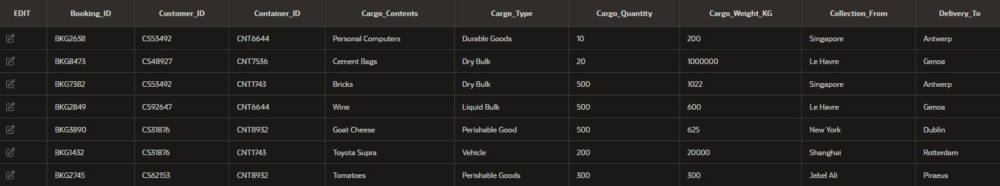 EDIT Booking_ID Customer_ID Container_ID Cargo_Contents Cargo_Type Cargo_Quantity Cargo_Weight_KG Collection_From Delivery_To
BKG2638 CS53492 CNT6644 Personal Computers Durable Goods 10 200 Singapore Antwerp
BKG8473 CS48927 CNT7536 Cement Bags Dry Bulk 20 1000000 Le Havre Genoa
BKG7382 CS53492 CNT1743 Bricks Dry Bulk 500 1022 Singapore Antwerp
BKG2849 CS92647 CNT6644 Wine Liquid Bulk 500 600 Le Havre Genoa
BKG3890 CS31876 CNT8932 Goat Cheese Perishable Good 500 625 New York Dublin
BKG1432 CS31876 CNT1743 Toyota Supra Vehicle 200 20000 Shanghai Rotterdam
BKG2745 CS62153 CNT8932 Tomatoes Perishable Goods 300 300 Jebel Ali Piraeus